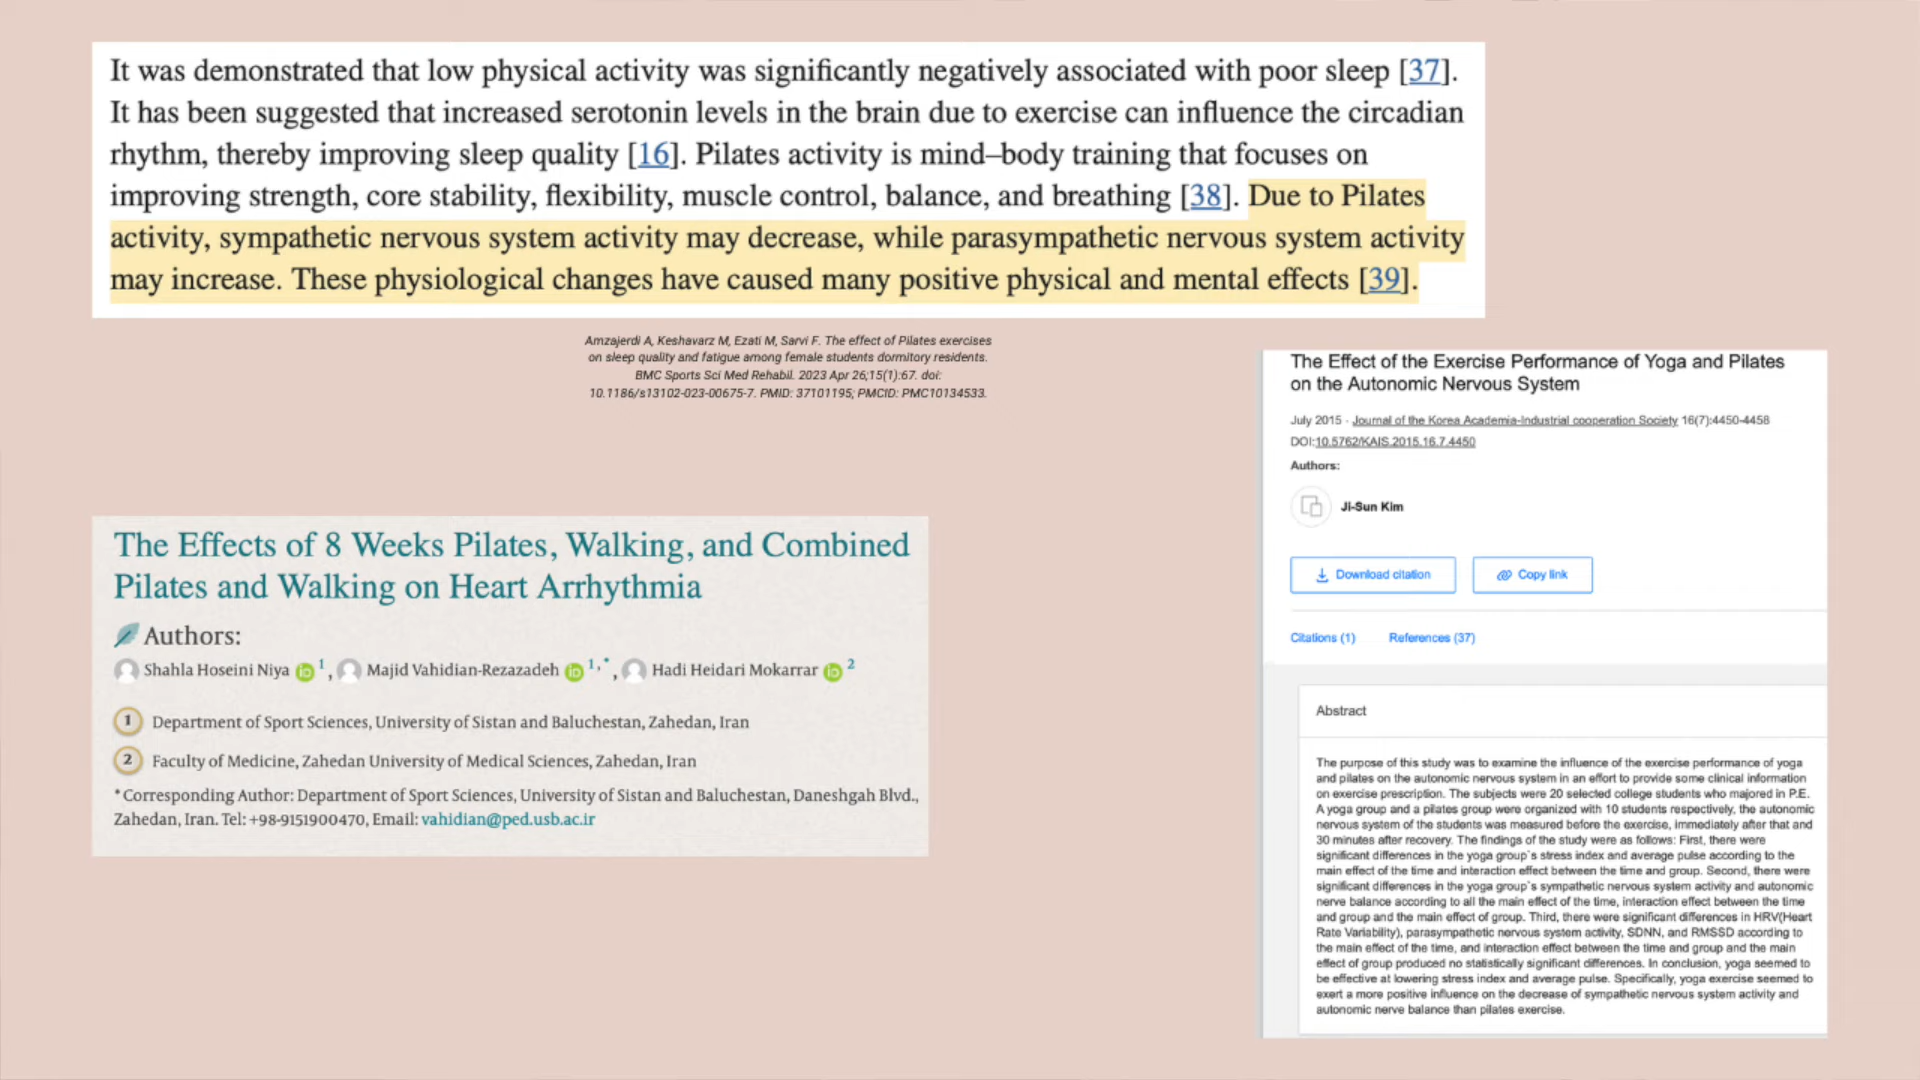 It was demonstrated that low physical activity was significantly negatively associated with poor sleep [37].
It has been suggested that increased serotonin levels in the brain due to exercise can influence the circadian
rhythm, thereby improving sleep quality [16]. Pilates activity is mind–body training that focuses on
improving strength, core stability, flexibility, muscle control, balance, and breathing [38]. Due to Pilates
activity, sympathetic nervous system activity may decrease, while parasympathetic nervous system activity
may increase. These physiological changes have caused many positive physical and mental effects [39].
Amzajerdi A, Keshavarz M, Ezati M, Sarvi F. The effect of Pilates exercises
on sleep quality and fatigue among female students dormitory residents.
BMC Sports Sci Med Rehabil. 2023 Apr 26;15(1):67. doi:
10.1186/s13102-023-00675-7. PMID: 37101195; PMCID: PMC10134533.
The Effects of 8 Weeks Pilates, Walking, and Combined
Pilates and Walking on Heart Arrhythmia
Authors:
Shahla Hoseini Niya iD 1, Majid Vahidian-Rezazadeh iD 1,*, Hadi Heidari Mokarrar iD 2
1 Department of Sport Sciences, University of Sistan and Baluchestan, Zahedan, Iran
2 Faculty of Medicine, Zahedan University of Medical Sciences, Zahedan, Iran
*Corresponding Author: Department of Sport Sciences, University of Sistan and Baluchestan, Daneshgah Blvd.,
Zahedan, Iran. Tel: +98-9151900470, Email: vahidian@ped.usb.ac.ir
The Effect of the Exercise Performance of Yoga and Pilates
on the Autonomic Nervous System
July 2015 · Journal of the Korea Academia-Industrial cooperation Society 16(7):4450-4458
DOI:10.5762/KAIS.2015.16.7.4450
Authors:
Ji-Sun Kim
Download citation
Copy link
Citations (1)
References (37)
Abstract
The purpose of this study was to examine the influence of the exercise performance of yoga
and pilates on the autonomic nervous system in an effort to provide some clinical information
on exercise prescription. The subjects were 20 selected college students who majored in P.E.
A yoga group and a pilates group were organized with 10 students respectively, the autonomic
nervous system of the students was measured before the exercise, immediately after that and
30 minutes after recovery. The findings of the study were as follows: First, there were
significant differences in the yoga group`s stress index and average pulse according to the
main effect of the time and interaction effect between the time and group. Second, there were
significant differences in the yoga group`s sympathetic nervous system activity and autonomic
nerve balance according to all the main effect of the time, interaction effect between the time
and group and the main effect of group. Third, there were significant differences in HRV(Heart
Rate Variability), parasympathetic nervous system activity, SDNN, and RMSSD according to
the main effect of the time, and interaction effect between the time and group and the main
effect of group produced no statistically significant differences. In conclusion, yoga seemed to
be effective at lowering stress index and average pulse. Specifically, yoga exercise seemed to
exert a more positive influence on the decrease of sympathetic nervous system activity and
autonomic nerve balance than pilates exercise.